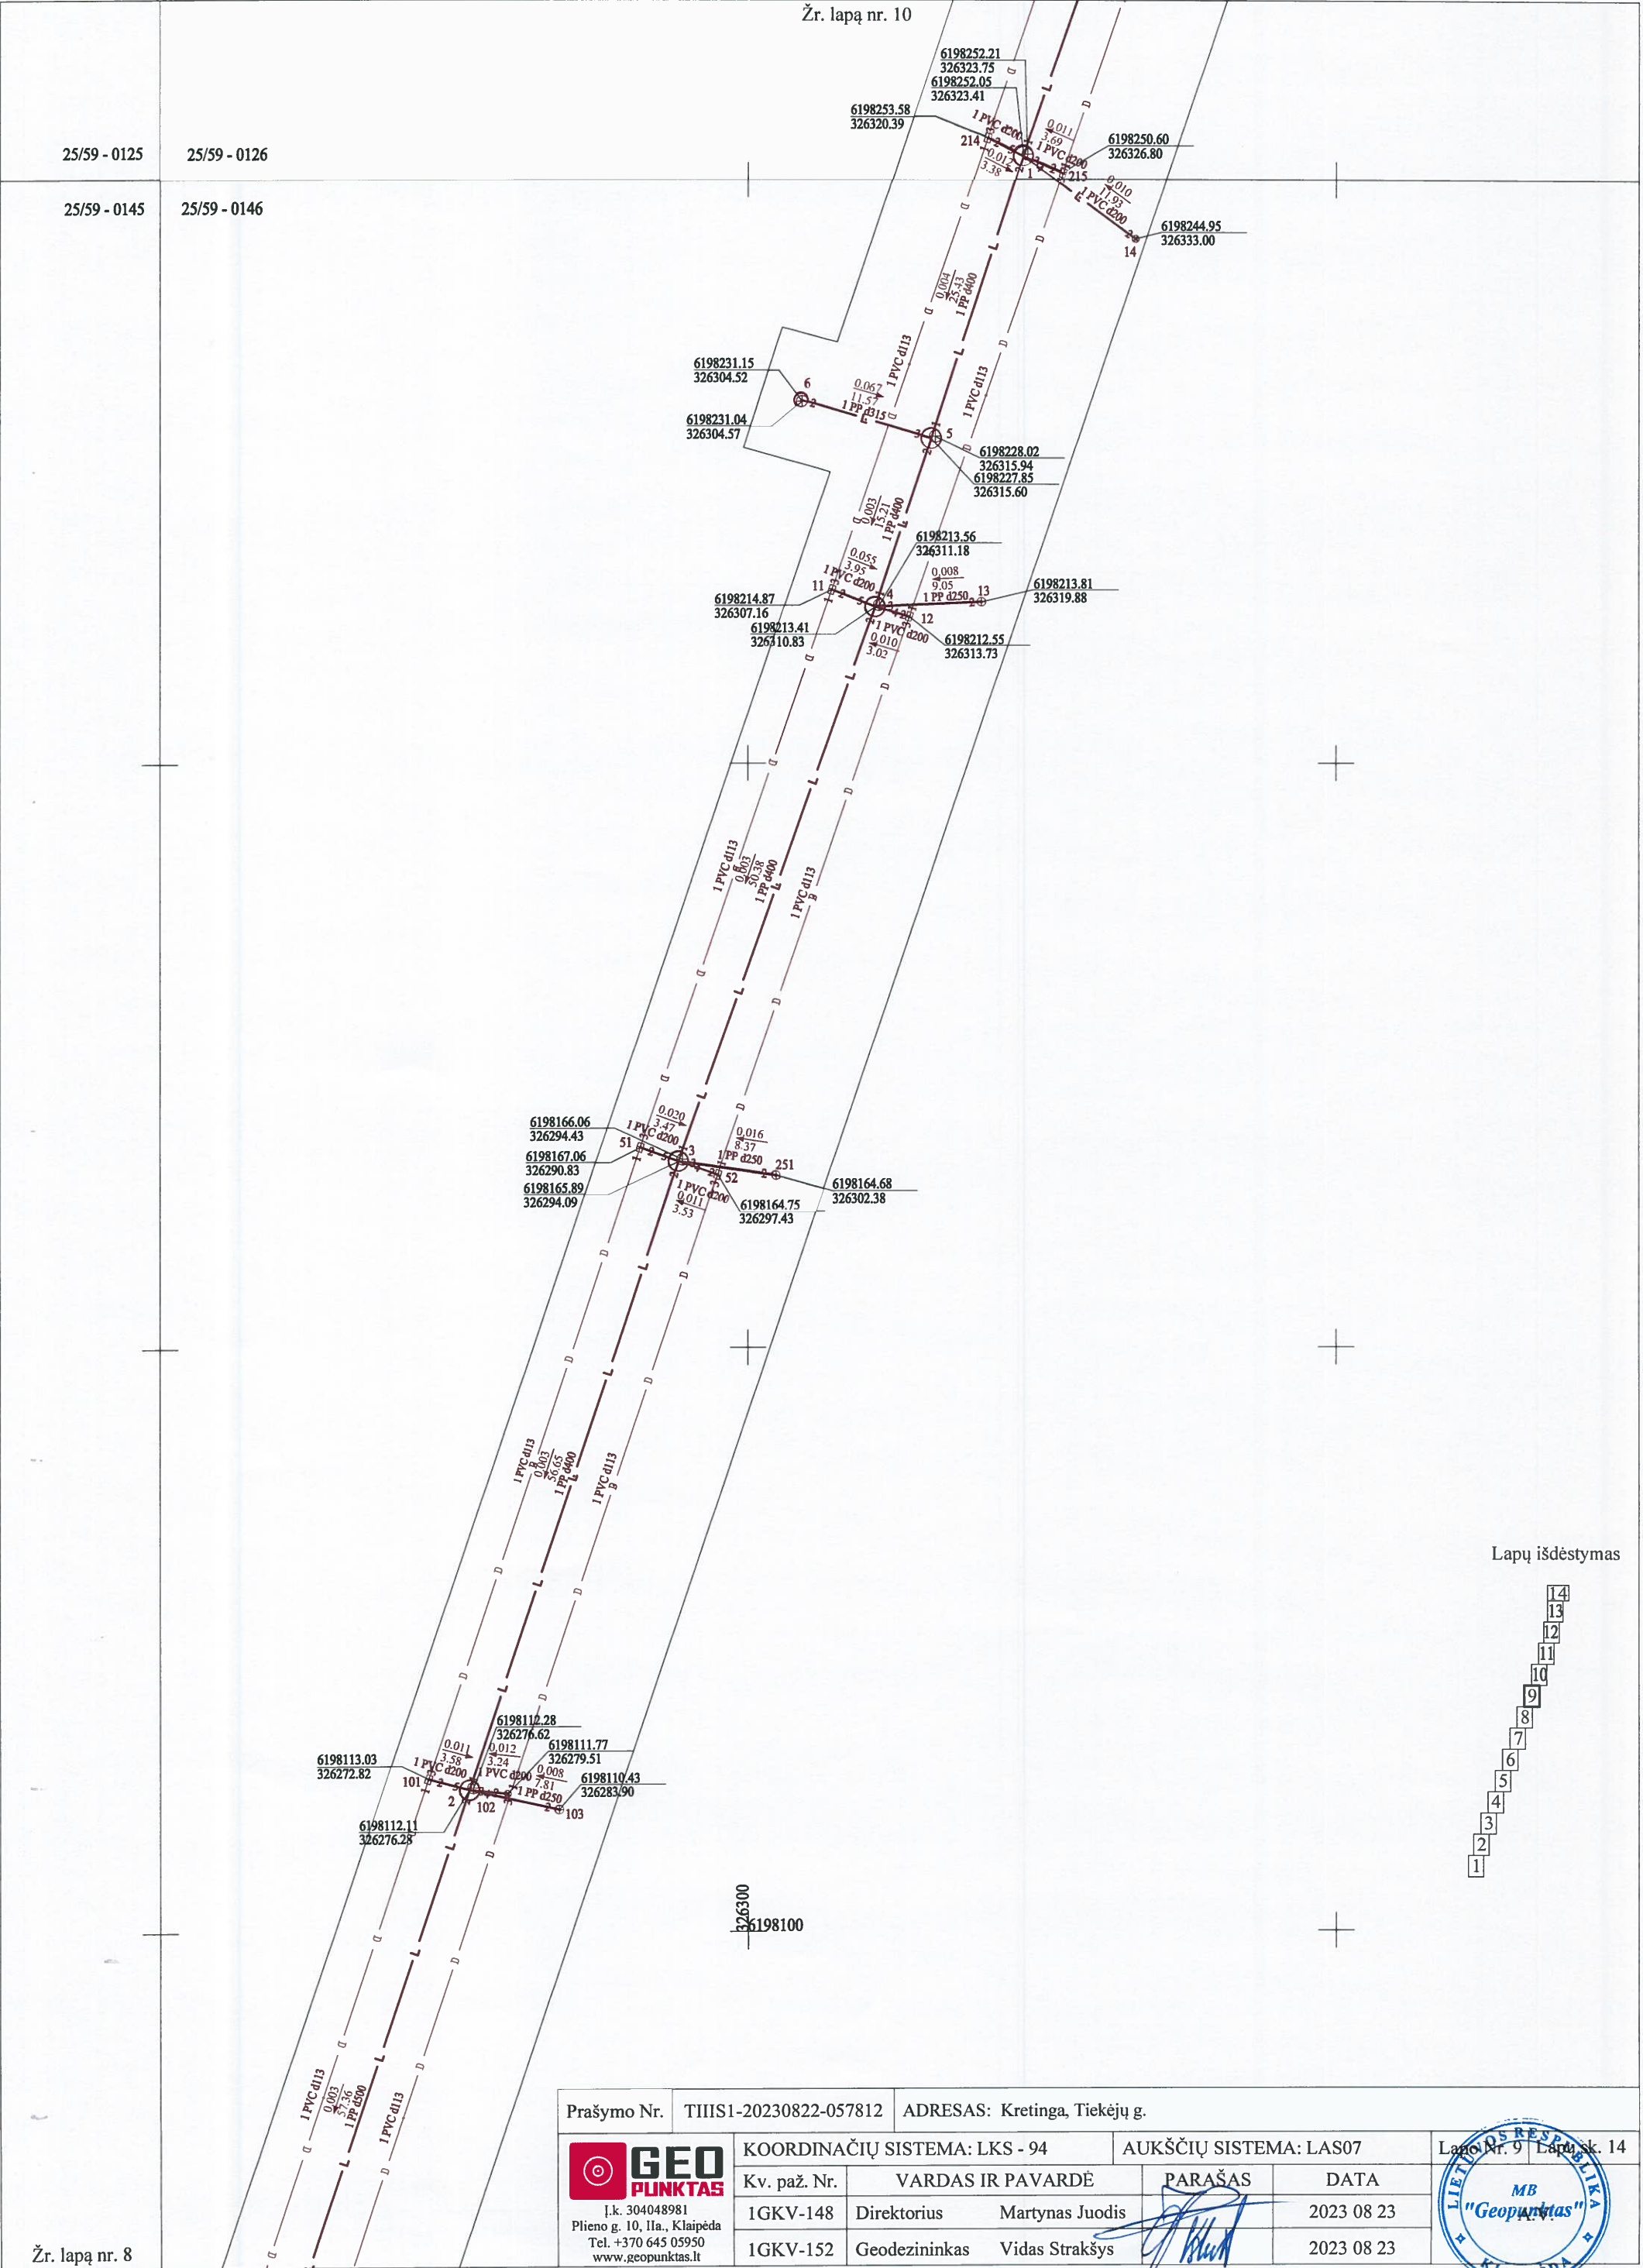 Žr. lapą nr. 10
6198252.21
326323.75
6198252.05
326323.41
6198253.58
326320.39
1 PVC d200
214
0.012
3.38
0.011
3.69
1 PVC d200
6198250.60
326326.80
1
215
0.010
11.93
1 PVC d200
6198244.95
326333.00
14
25/59 - 0125
25/59 - 0126
25/59 - 0145
25/59 - 0146
0.004
25.43
1 PP d400
1 PVC d113
1 PVC d113
6198231.15
326304.52
6
0.067
11.57
1 PP d315
6198231.04
326304.57
5
6198228.02
326315.94
6198227.85
326315.60
0.003
15.21
1 PP d400
6198213.56
326311.18
0.055
3.95
1 PVC d200
11
0.008
9.05
1 PP d250
13
6198213.81
326319.88
6198214.87
326307.16
4
12
6198213.41
326310.83
1 PVC d200
0.010
3.02
6198212.55
326313.73
1 PVC d113
0.003
50.38
1 PP d400
1 PVC d113
6198166.06
326294.43
0.020
3.47
1 PVC d200
51
3
0.016
8.37
1 PP d250
251
6198167.06
326290.83
52
6198165.89
326294.09
1 PVC d200
0.011
3.53
6198164.75
326297.43
6198164.68
326302.38
1 PVC d113
0.003
56.65
1 PP d400
1 PVC d113
6198112.28
326276.62
0.011
3.58
1 PVC d200
0.012
3.24
1 PVC d200
6198111.77
326279.51
6198113.03
326272.82
101
0.008
7.81
1 PP d250
6198110.43
326283.90
2
102
103
6198112.11
326276.28
326300
6198100
1 PVC d113
0.003
57.36
1 PP d500
1 PVC d113
Lapų išdėstymas
14
13
12
11
10
9
8
7
6
5
4
3
2
1
Prašymo Nr. TIIIS1-20230822-057812 ADRESAS: Kretinga, Tiekėjų g.
GEO
PUNKTAS
Į.k. 304048981
Plieno g. 10, IIa., Klaipėda
Tel. +370 645 05950
www.geopunktas.lt
KOORDINAČIŲ SISTEMA: LKS - 94 AUKŠČIŲ SISTEMA: LAS07 Lapo Nr. 9 Lapų sk. 14
Kv. paž. Nr. VARDAS IR PAVARDĖ PARAŠAS DATA
1GKV-148 Direktorius Martynas Juodis 2023 08 23
1GKV-152 Geodezininkas Vidas Strakšys 2023 08 23
LIETUVOS RESPUBLIKA
MB
"Geopunktas"
A.V.
Žr. lapą nr. 8